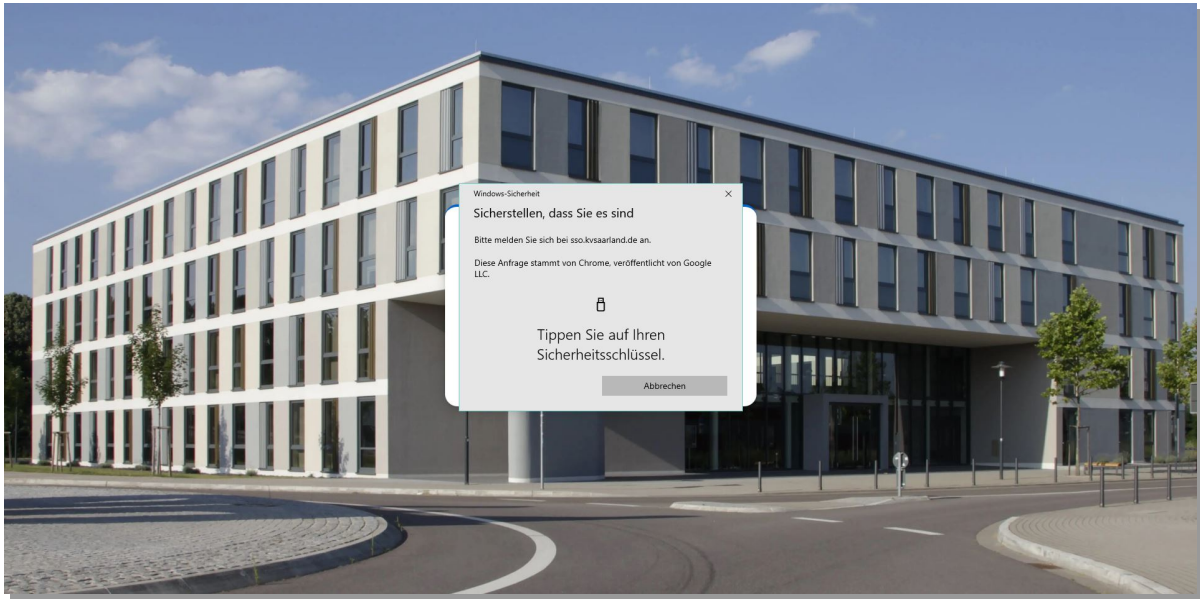 Windows-Sicherheit
Sicherstellen, dass Sie es sind
Bitte melden Sie sich bei sso.kvsaarland.de an.
Diese Anfrage stammt von Chrome, veröffentlicht von Google
LLC.
Tippen Sie auf Ihren
Sicherheitsschlüssel.
Abbrechen